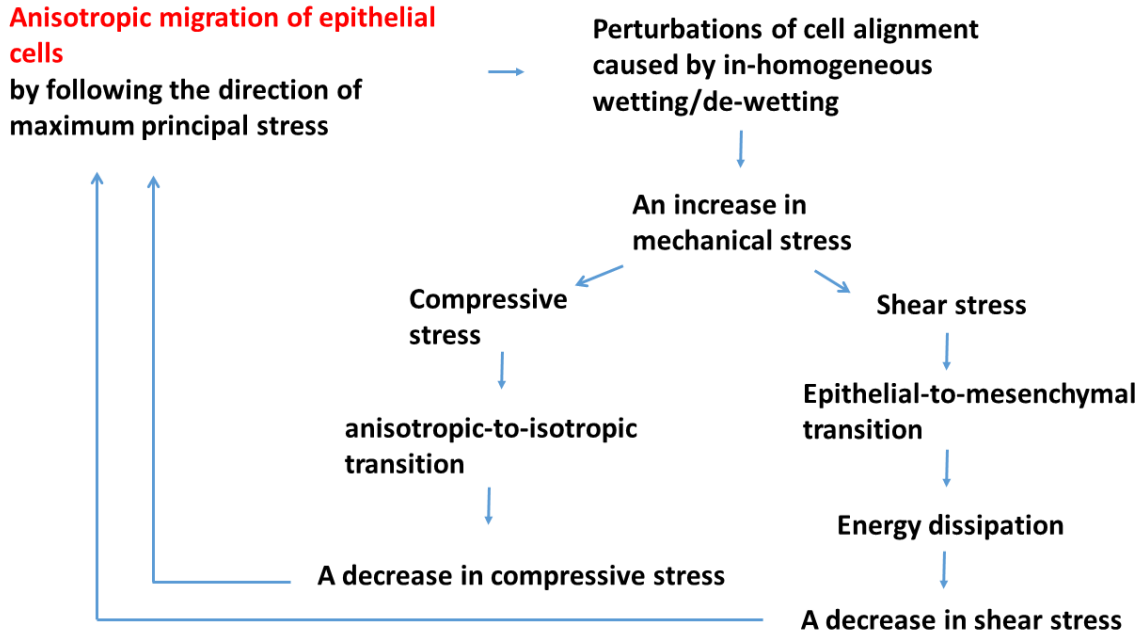 Anisotropic migration of epithelial
cells
by following the direction of
maximum principal stress
Perturbations of cell alignment
caused by in-homogeneous
wetting/de-wetting
An increase in
mechanical stress
Compressive
stress
Shear stress
anisotropic-to-isotropic
transition
Epithelial-to-mesenchymal
transition
Energy dissipation
A decrease in compressive stress
A decrease in shear stress